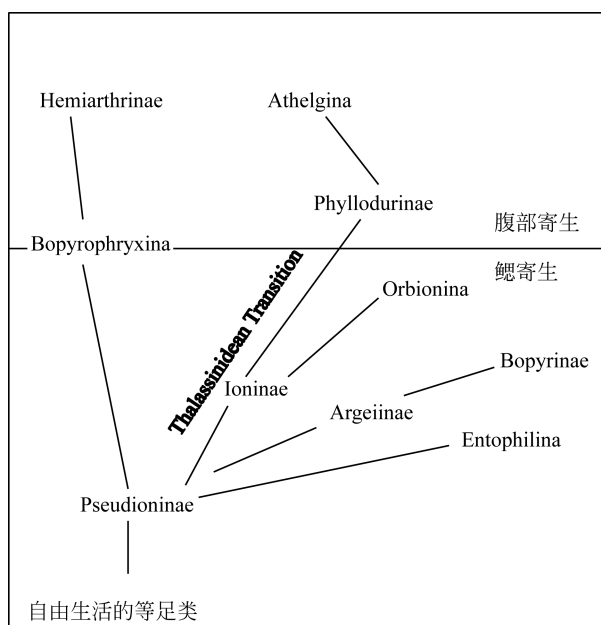 Hemiarthrinae
Athelgina
Phyllodurinae
腹部寄生
Bopyrophryxina
鳃寄生
Thalassinidean Transition
Orbionina
Bopyrinae
Ioninae
Argeiinae
Entophilina
Pseudioninae
自由生活的等足类